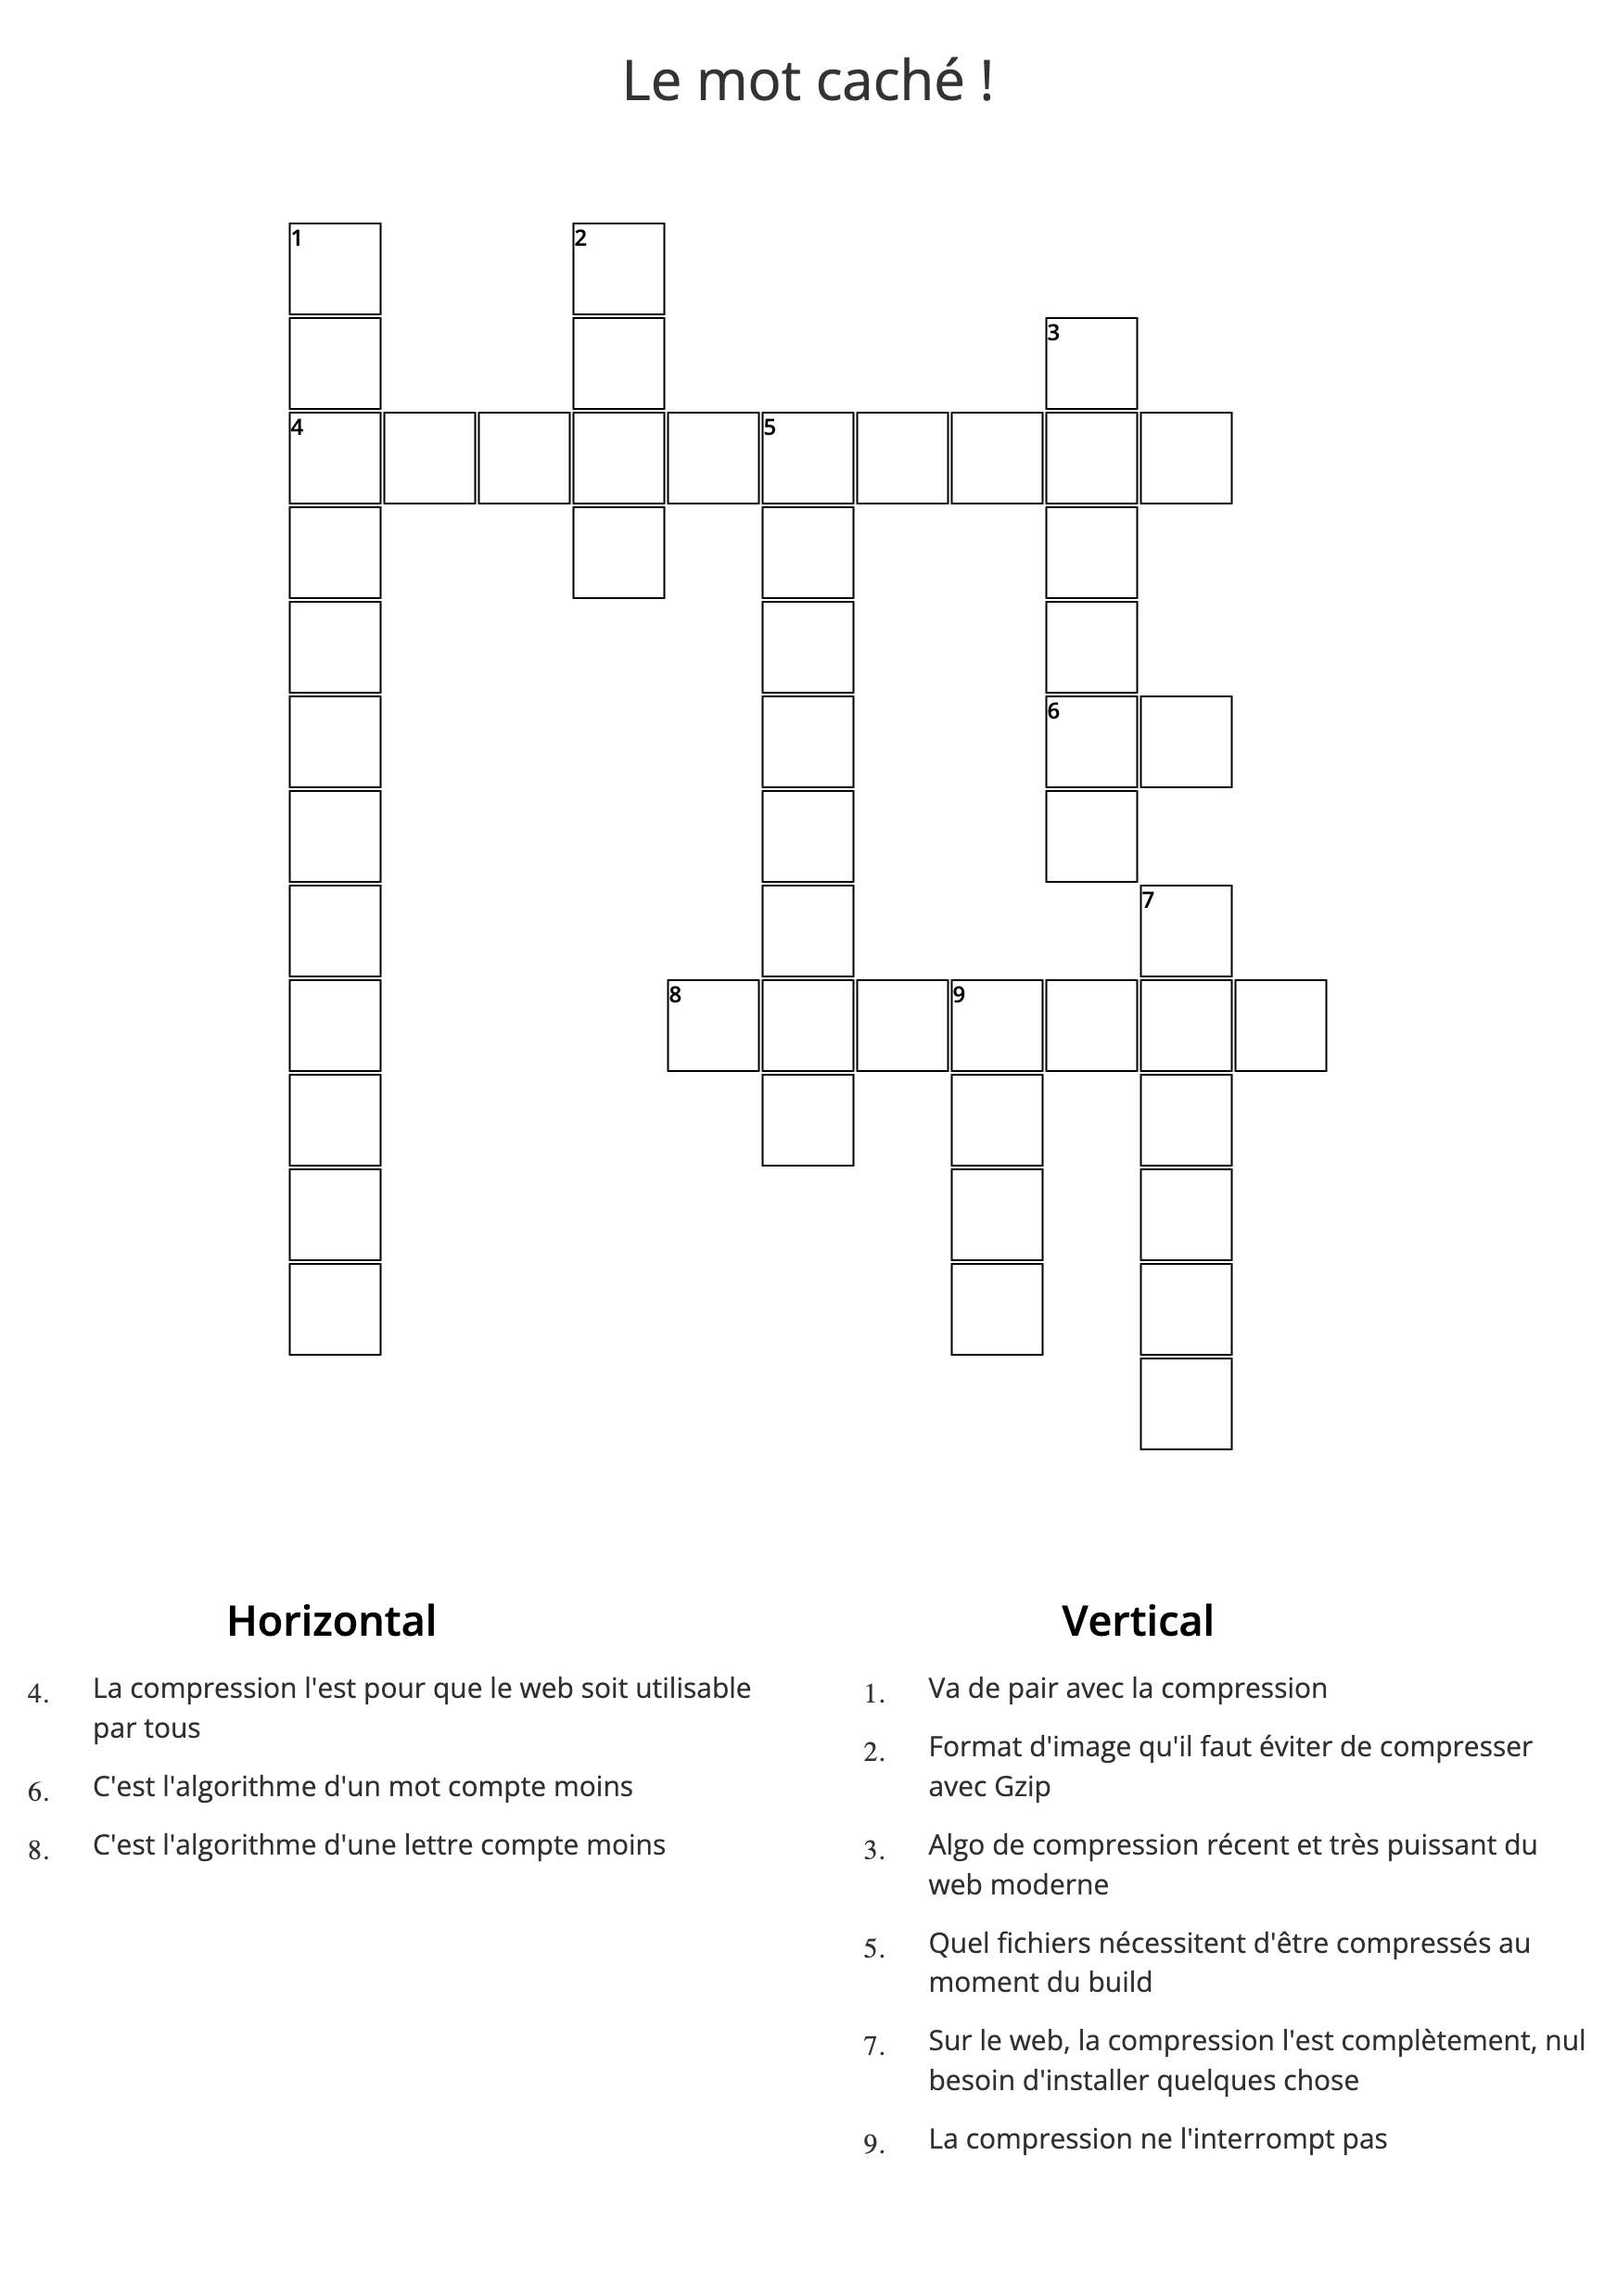 Le mot caché !
1
2
3
4
5
6
7
8
9
Horizontal
4. La compression l'est pour que le web soit utilisable
par tous
6. C'est l'algorithme d'un mot compte moins
8. C'est l'algorithme d'une lettre compte moins
Vertical
1. Va de pair avec la compression
2. Format d'image qu'il faut éviter de compresser
avec Gzip
3. Algo de compression récent et très puissant du
web moderne
5. Quel fichiers nécessitent d'être compressés au
moment du build
7. Sur le web, la compression l'est complètement, nul
besoin d'installer quelques chose
9. La compression ne l'interrompt pas